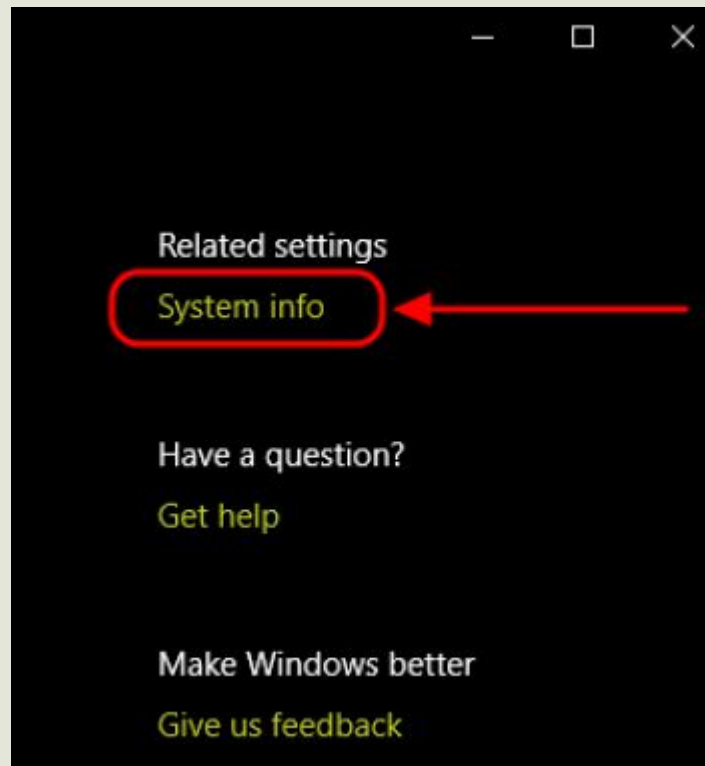 Related settings
System info
Have a question?
Get help
Make Windows better
Give us feedback